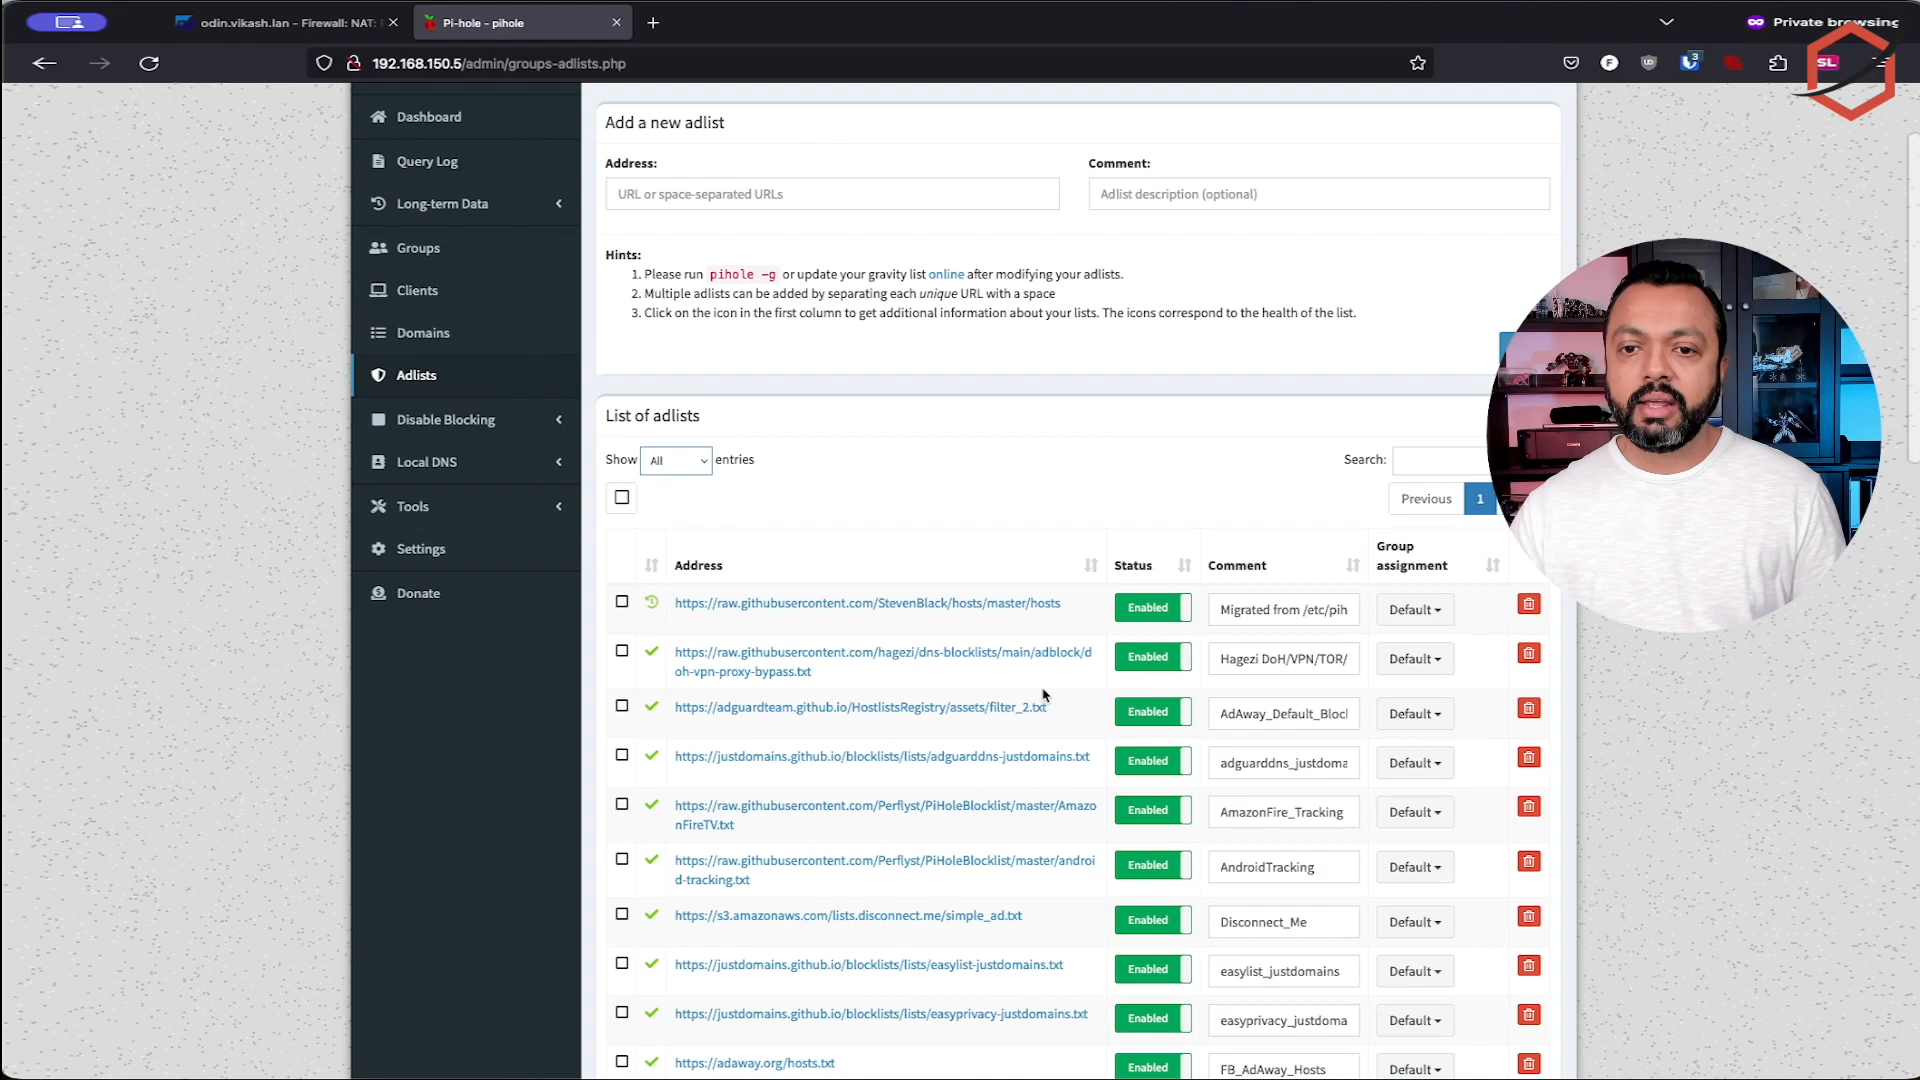 odin.vikash.lan – Firewall: NAT:
Pi-hole - pihole
Private browsing
192.168.150.5/admin/groups-adlists.php
F
UD
3
SL
Dashboard
Query Log
Long-term Data
Groups
Clients
Domains
Adlists
Disable Blocking
Local DNS
Tools
Settings
Donate
Add a new adlist
Address:
Comment:
URL or space-separated URLs
Adlist description (optional)
Hints:
1. Please run pihole -g or update your gravity list online after modifying your adlists.
2. Multiple adlists can be added by separating each unique URL with a space
3. Click on the icon in the first column to get additional information about your lists. The icons correspond to the health of the list.
List of adlists
Show All entries
Search:
Previous 1
Address Status Comment Group
assignment
https://raw.githubusercontent.com/StevenBlack/hosts/master/hosts Enabled Migrated from /etc/pih Default
https://raw.githubusercontent.com/hagezi/dns-blocklists/main/adblock/d Enabled Hagezi DoH/VPN/TOR/ Default
oh-vpn-proxy-bypass.txt
https://adguardteam.github.io/HostlistsRegistry/assets/filter_2.txt Enabled AdAway_Default_Bloc Default
https://justdomains.github.io/blocklists/lists/adguarddns-justdomains.txt Enabled adguarddns_justdoma Default
https://raw.githubusercontent.com/Perflyst/PiHoleBlocklist/master/Amazo Enabled AmazonFire_Tracking Default
nFireTV.txt
https://raw.githubusercontent.com/Perflyst/PiHoleBlocklist/master/androi Enabled AndroidTracking Default
d-tracking.txt
https://s3.amazonaws.com/lists.disconnect.me/simple_ad.txt Enabled Disconnect_Me Default
https://justdomains.github.io/blocklists/lists/easylist-justdomains.txt Enabled easylist_justdomains Default
https://justdomains.github.io/blocklists/lists/easyprivacy-justdomains.txt Enabled easyprivacy_justdoma Default
https://adaway.org/hosts.txt Enabled FB_AdAway_Hosts Default